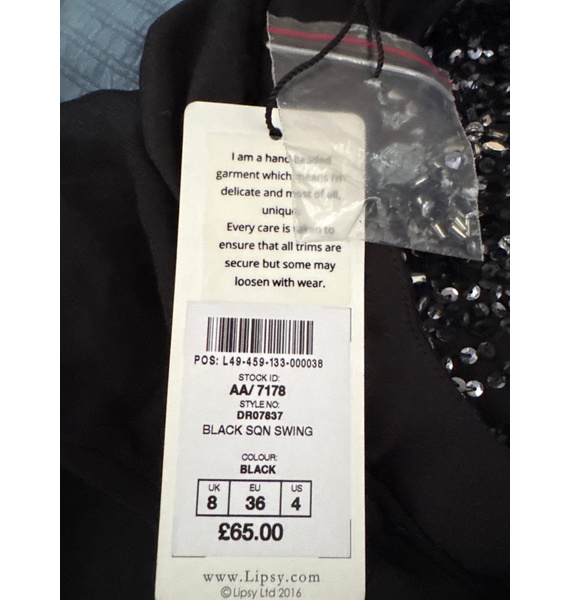 I am a hand beaded
garment which means I'm
delicate and most of all,
unique.
Every care is taken to
ensure that all trims are
secure but some may
loosen with wear.
POS: L49-459-133-000038
STOCK ID:
AA/ 7178
STYLE NO:
DR07837
BLACK SQN SWING
COLOUR:
BLACK
UK EU US
8 36 4
£65.00
www.Lipsy.com
©Lipsy Ltd 2016